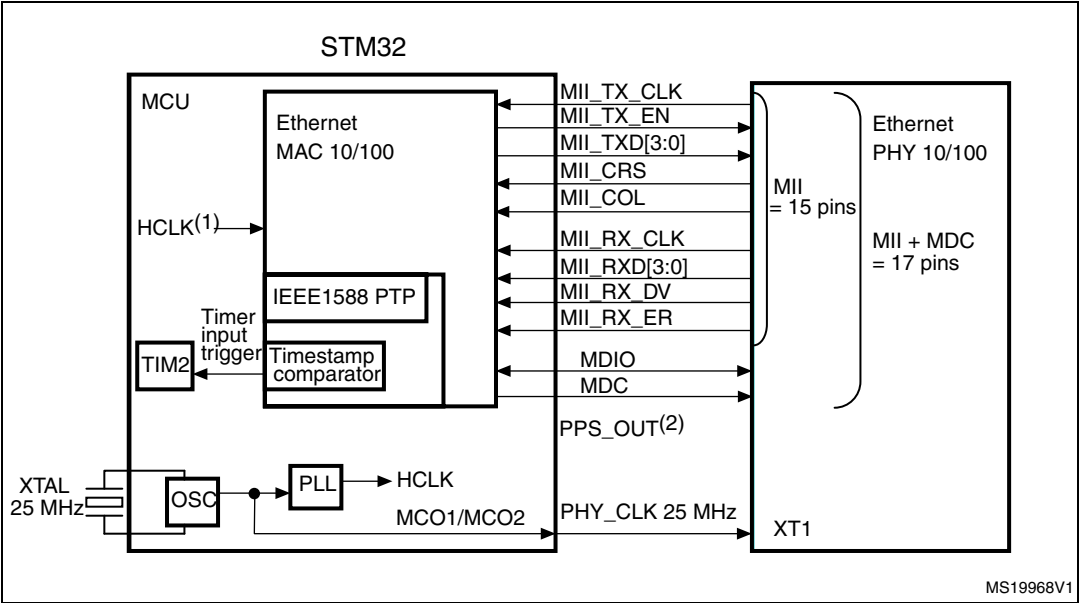 STM32
MCU
Ethernet
MAC 10/100
HCLK(1)
IEEE1588 PTP
Timer
input
trigger
TIM2
Timestamp
comparator
XTAL
25 MHz
OSC
PLL
HCLK
MCO1/MCO2
MII_TX_CLK
MII_TX_EN
MII_TXD[3:0]
MII_CRS
MII_COL
MII_RX_CLK
MII_RXD[3:0]
MII_RX_DV
MII_RX_ER
MDIO
MDC
PPS_OUT(2)
PHY_CLK 25 MHz
MII
= 15 pins
Ethernet
PHY 10/100
MII + MDC
= 17 pins
XT1
MS19968V1